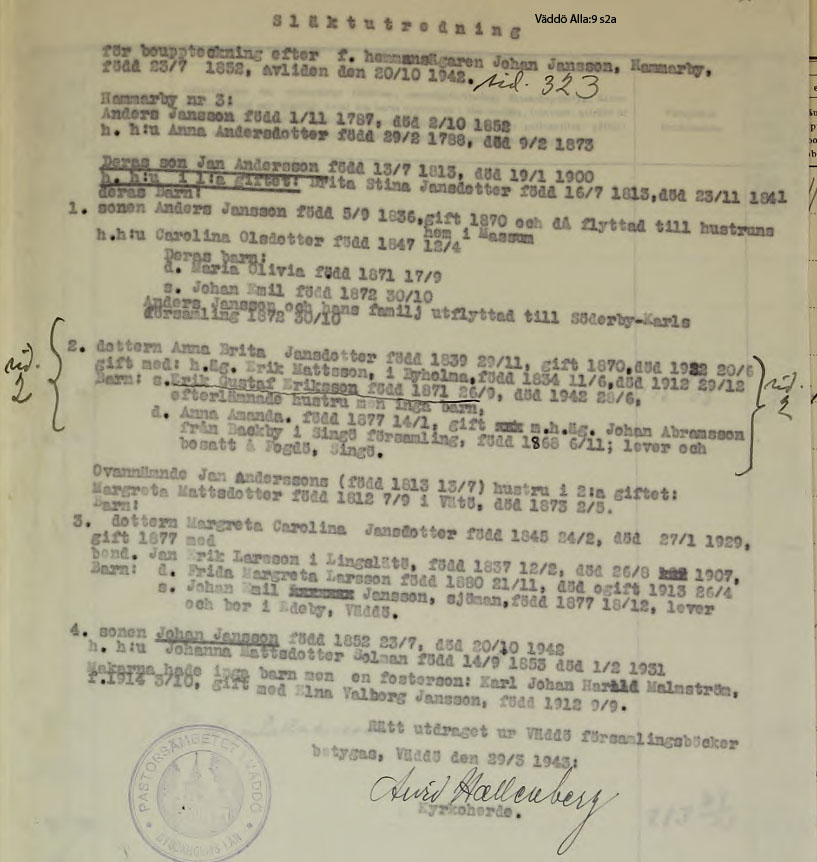 Väddö Alla:9 s2a
Släktutredning
för bouppteckning efter f. hemmansägaren Johan Jansson, Hammarby,
född 23/7 1852, avliden den 20/10 1942. sid. 323
Hammarby nr 3:
Anders Jansson född 1/11 1787, död 2/10 1852
h. h:u Anna Andersdotter född 29/2 1788, död 9/2 1873
Deras son Jan Andersson född 13/7 1813, död 19/1 1900
h. h:u i 1:a giftet: Brita Stina Jansdotter född 16/7 1813,död 23/11 1841
deras Barn:
1. sonen Anders Jansson född 5/9 1836,gift 1870 och då flyttad till hustruns
hem i Massum
h.h:u Carolina Olsdotter född 1847 12/4
Deras barn:
d. Maria Olivia född 1871 17/9
s. Johan Emil född 1872 30/10
Anders Jansson och hans familj utflyttad till Söderby-Karls
församling 1872 30/10
2. dottern Anna Brita Jansdotter född 1839 29/11, gift 1870,död 1922 20/6
gift med: h.äg. Erik Mattsson, i Byholma,född 1834 11/6,död 1912 29/12
Barn: s.Erik Gustaf Eriksson född 1871 26/9, död 1942 28/6,
efterlämnade hustru men inga barn,
d. Anna Amanda. född 1877 14/1, gift m.h.äg. Johan Abramsson
från Backby i Singö församling, född 1868 6/11; lever och
bosatt å Fogdö, Singö.
sid. 2
sid. 2
Ovannämnde Jan Anderssons (född 1813 13/7) hustru i 2:a giftet:
Margreta Mattsdotter född 1812 7/9 i Vätö, död 1873 2/5.
Barn:
3. dottern Margreta Carolina Jansdotter född 1845 24/2, död 27/1 1929,
gift 1877 med
bond. Jan Erik Larsson i Lingslätö, född 1837 12/2, död 26/8 1907,
Barn: d. Frida Margreta Larsson född 1880 21/11, död ogift 1913 26/4
s. Johan Emil Jansson, sjöman,född 1877 18/12, lever
och bor i Edeby, Väddö.
4. sonen Johan Jansson född 1852 23/7, död 20/10 1942
h. h:u Johanna Mattsdotter Solman född 14/9 1853 död 1/2 1931
Makarna hade inga barn men en fosterson: Karl Johan Harald Malmström,
f.1914 3/10, gift med Elna Valborg Jansson, född 1912 9/9.
Rätt utdraget ur Väddö församlingsböcker
betygas, Väddö den 29/3 1943:
Arvid Hallenberg
Kyrkoherde.
PASTORSÄMBETET I VÄDDÖ
STOCKHOLMS LÄN